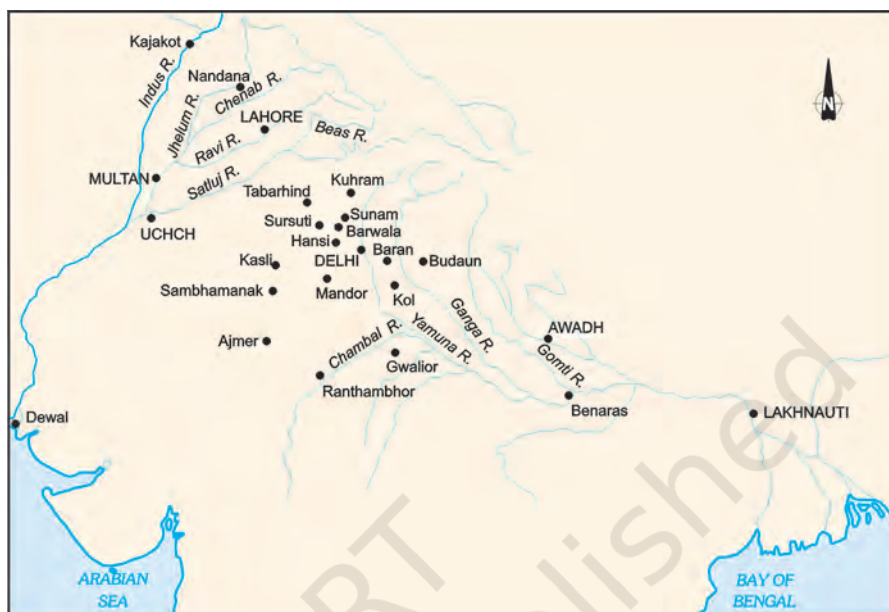 Kajakot
Indus R.
Nandana
Chenab R.
Jhelum R.
LAHORE
Beas R.
Ravi R.
N
MULTAN
Satluj R.
Kuhram
Tabarhind
UCHCH
Sursuti
Sunam
Barwala
Hansi
Baran
Kasli
DELHI
Budaun
Sambhamanak
Mandor
Kol
Ganga R.
AWADH
Ajmer
Chambal R.
Yamuna R.
Gomti R.
Gwalior
Ranthambhor
Benaras
Dewal
LAKHNAUTI
ARABIAN
SEA
BAY OF
BENGAL
RT
lished